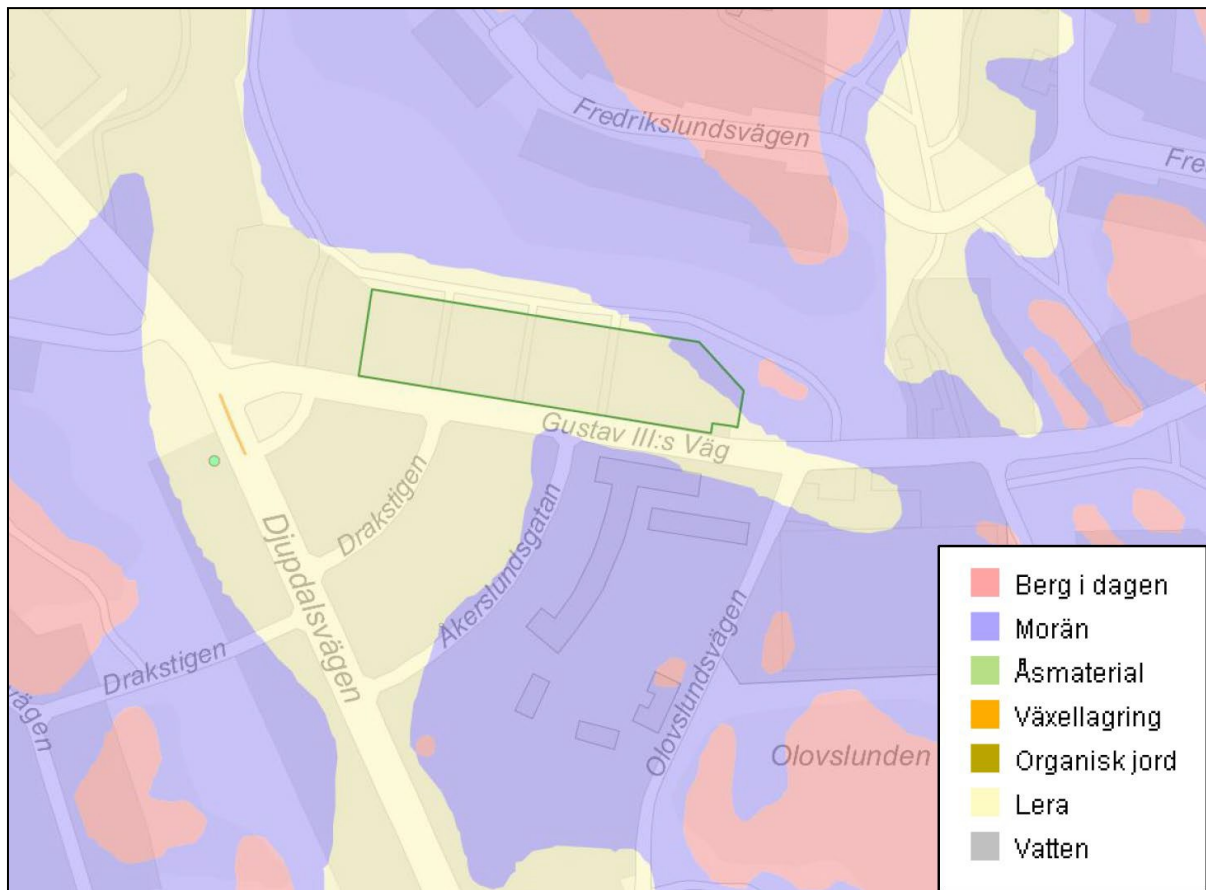 Fredrikslundsvägen
Fre
Gustav III:s Väg
Drakstigen
Djupdalsvägen
Åkerslundsgatan
Drakstigen
Olovslundsvägen
vägen
Olovslunden
Berg i dagen
Morän
Åsmaterial
Växellagring
Organisk jord
Lera
Vatten